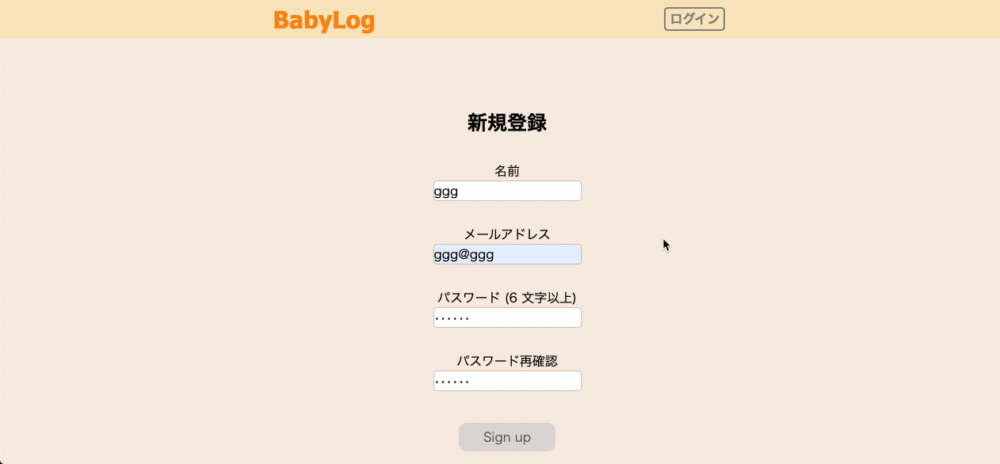 BabyLog
ログイン
新規登録
名前
ggg
メールアドレス
ggg@ggg
パスワード (6 文字以上)
······
パスワード再確認
······
Sign up